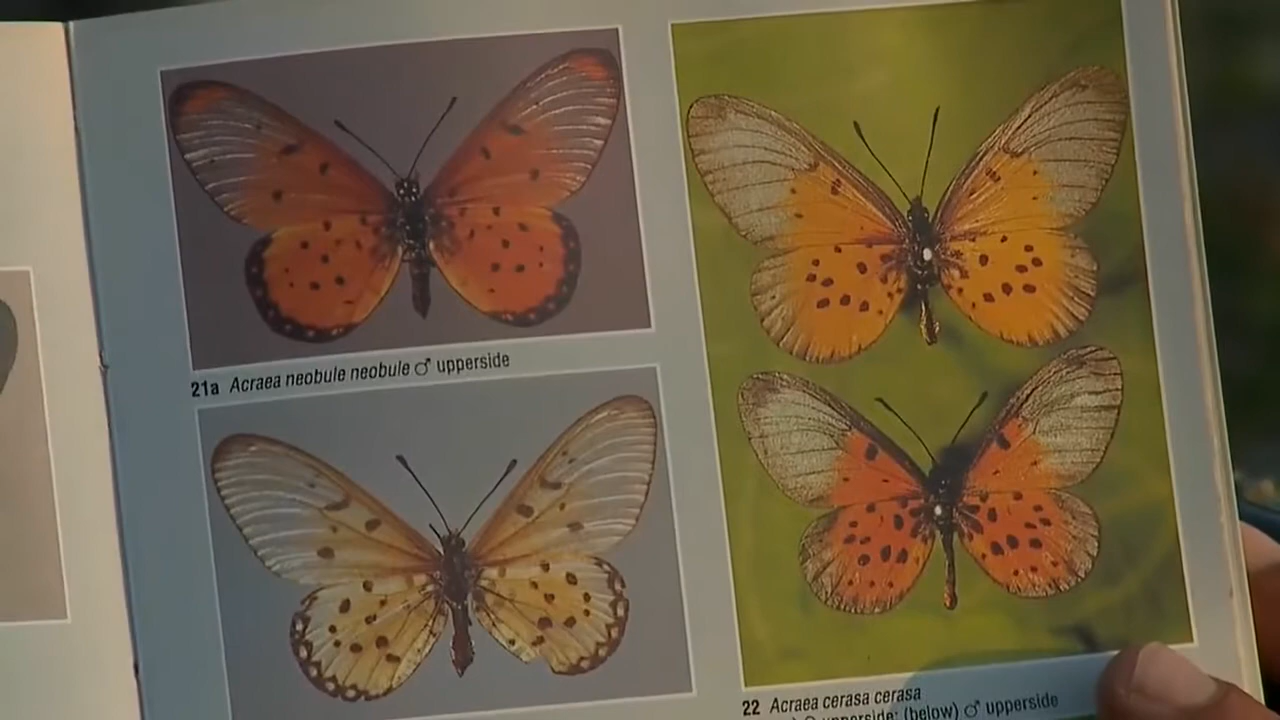 21a Acraea neobule neobule ♂ upperside
22 Acraea cerasa cerasa
upperside; (below) ♂ upperside